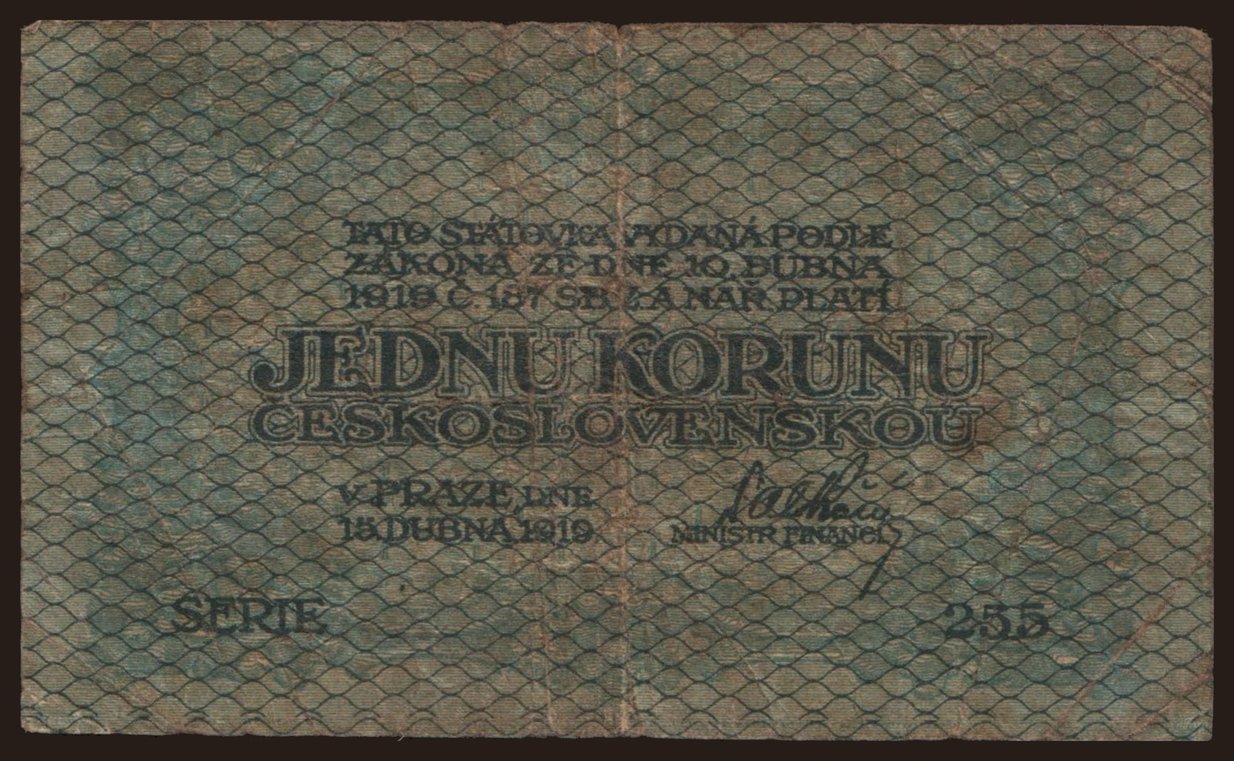 TATO STÁTOVKA VYDANÁ PODLE
ZÁKONA ZE DNE 10. DUBNA
1919 Č. 187 SB. Z. A NAŘ. PLATÍ
JEDNU KORUNU
ČESKOSLOVENSKOU
V PRAZE, DNE
15. DUBNA 1919.
MINISTR FINANCÍ
SERIE 255